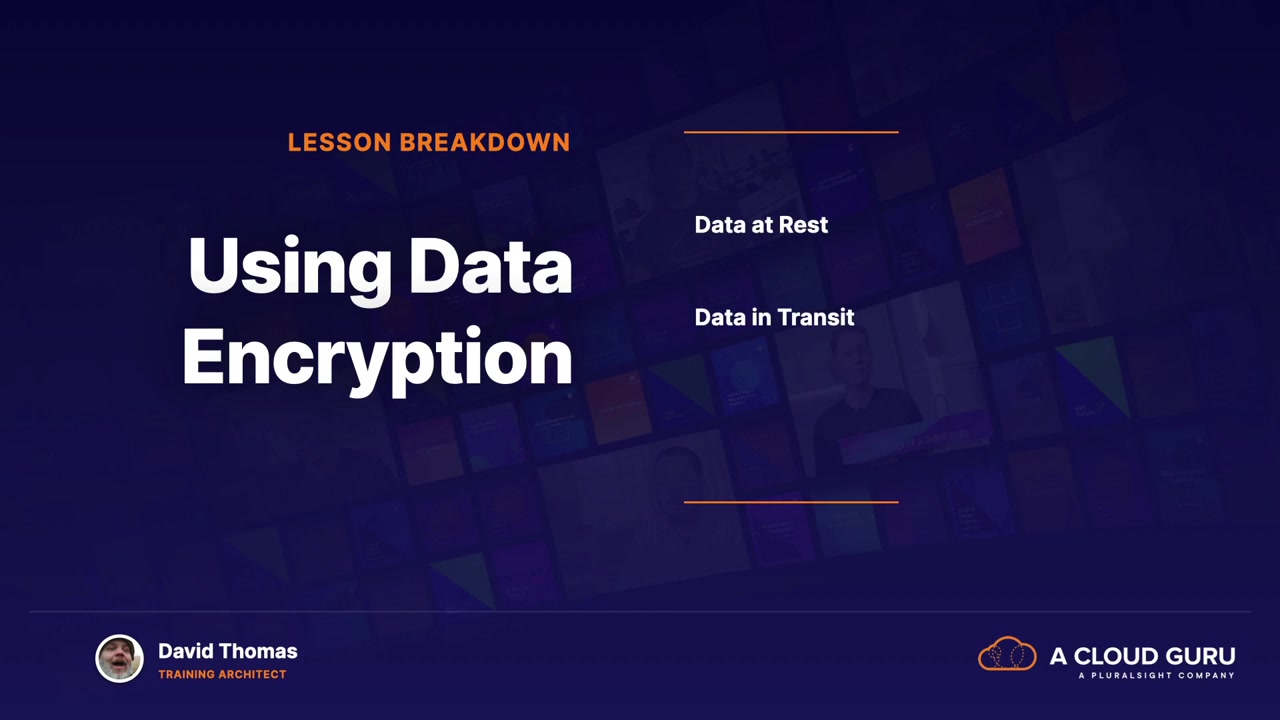 LESSON BREAKDOWN
Using Data
Encryption
Data at Rest
Data in Transit
David Thomas
TRAINING ARCHITECT
A CLOUD GURU
A PLURALSIGHT COMPANY